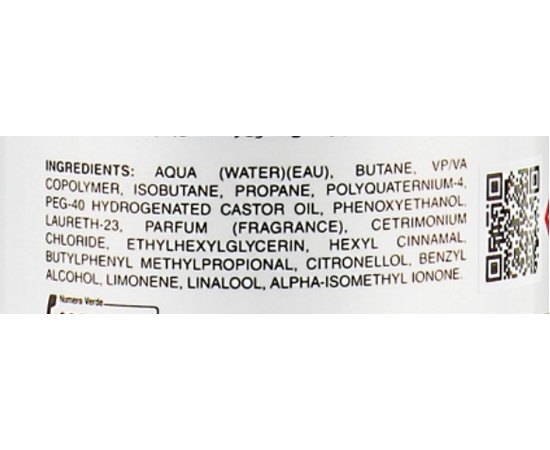 INGREDIENTS: AQUA (WATER)(EAU), BUTANE, VP/VA
COPOLYMER, ISOBUTANE, PROPANE, POLYQUATERNIUM-4,
PEG-40 HYDROGENATED CASTOR OIL, PHENOXYETHANOL,
LAURETH-23, PARFUM (FRAGRANCE), CETRIMONIUM
CHLORIDE, ETHYLHEXYLGLYCERIN, HEXYL CINNAMAL,
BUTYLPHENYL METHYLPROPIONAL, CITRONELLOL, BENZYL
ALCOHOL, LIMONENE, LINALOOL, ALPHA-ISOMETHYL IONONE.
Numero Verde